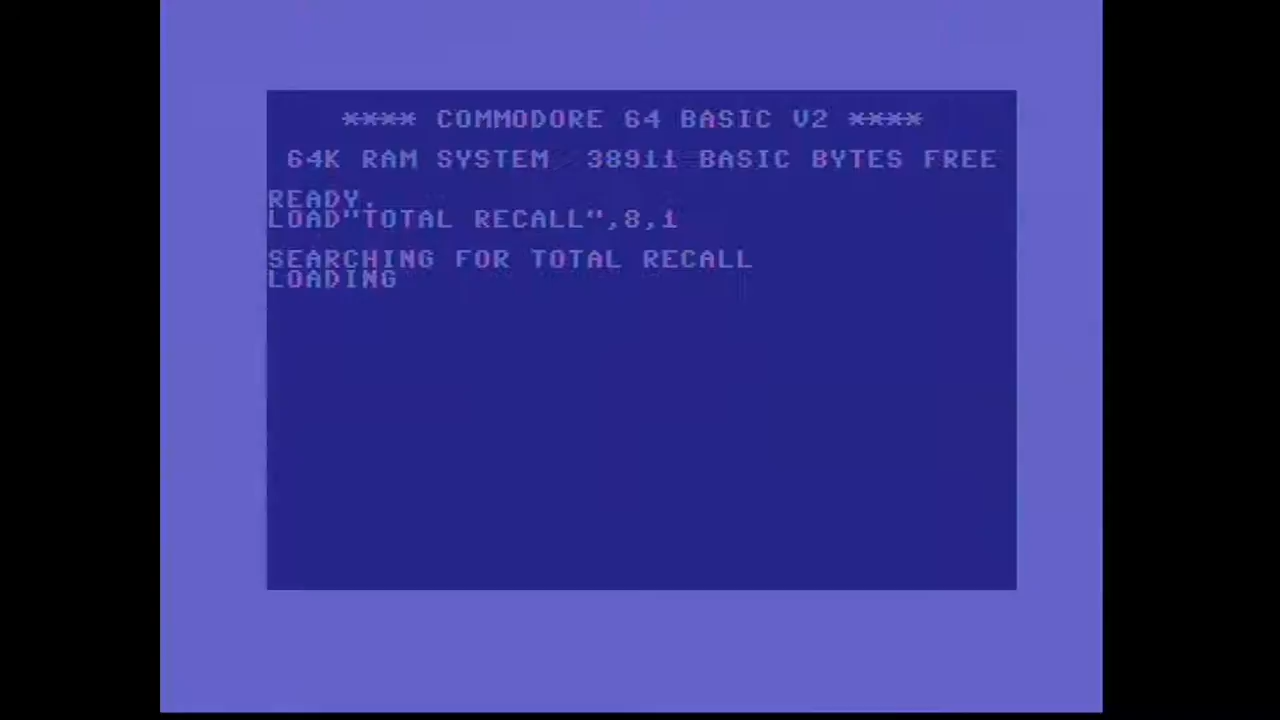 **** COMMODORE 64 BASIC V2 ****
64K RAM SYSTEM 38911 BASIC BYTES FREE
READY.
LOAD"TOTAL RECALL",8,1
SEARCHING FOR TOTAL RECALL
LOADING